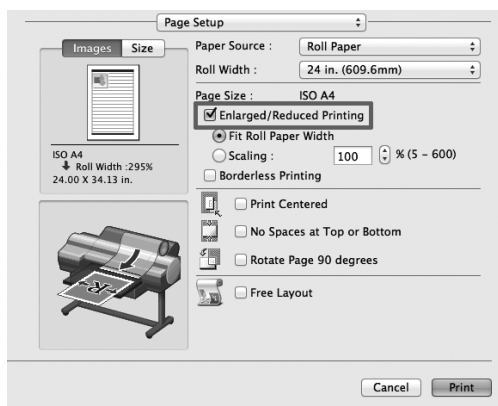 Page Setup
Images Size
Paper Source : Roll Paper
Roll Width : 24 in. (609.6mm)
Page Size : ISO A4
Enlarged/Reduced Printing
Fit Roll Paper Width
Scaling : 100 % (5 - 600)
Borderless Printing
ISO A4
Roll Width :295%
24.00 X 34.13 in.
Print Centered
No Spaces at Top or Bottom
Rotate Page 90 degrees
Free Layout
R
Cancel Print